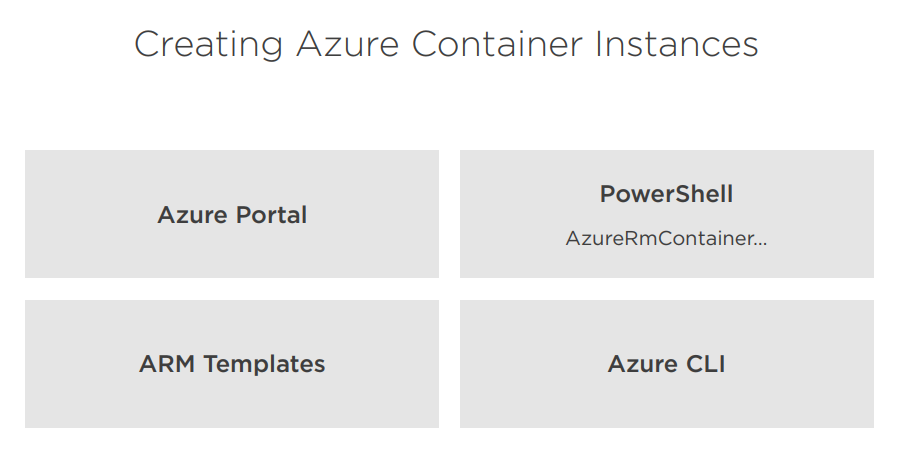 Creating Azure Container Instances
Azure Portal
PowerShell
AzureRmContainer...
ARM Templates
Azure CLI